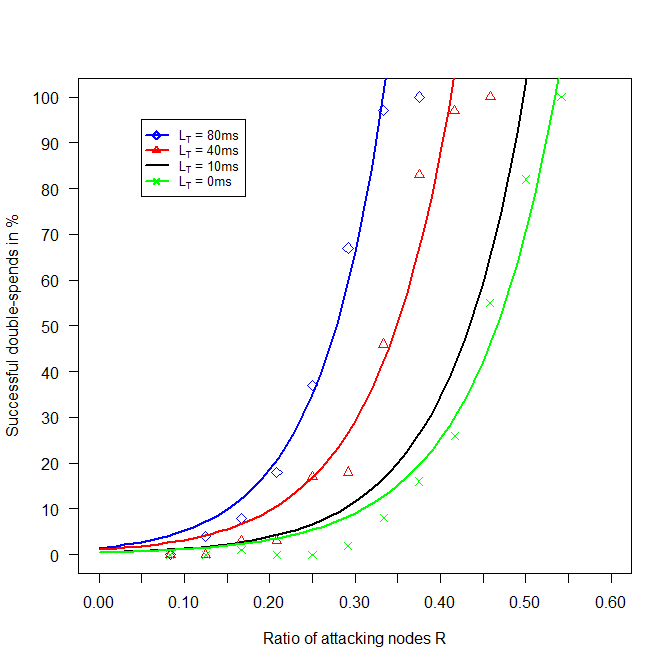 Successful double-spends in %
100
90
80
70
60
50
40
30
20
10
0
L_T = 80ms
L_T = 40ms
L_T = 10ms
L_T = 0ms
0.00 0.10 0.20 0.30 0.40 0.50 0.60
Ratio of attacking nodes R